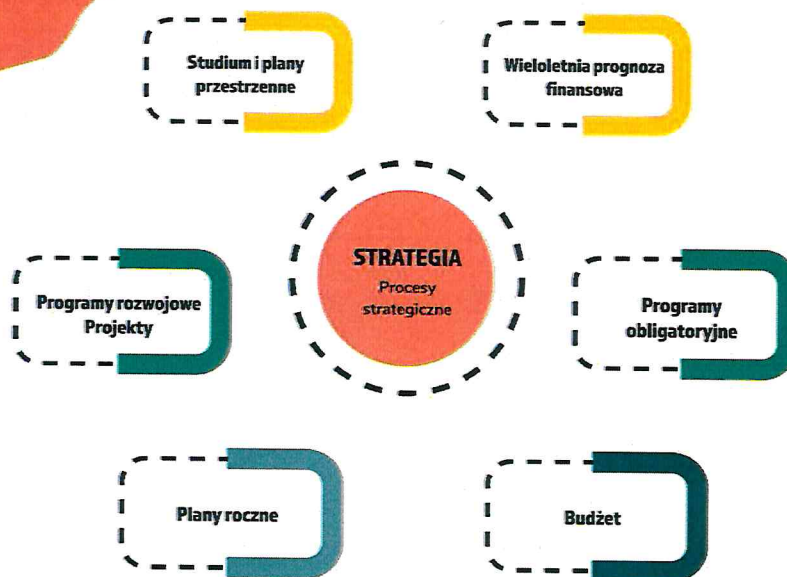 Studium i plany
przestrzenne
Wieloletnia prognoza
finansowa
STRATEGIA
Procesy
strategiczne
Programy rozwojowe
Projekty
Programy
obligatoryjne
Plany roczne
Budżet